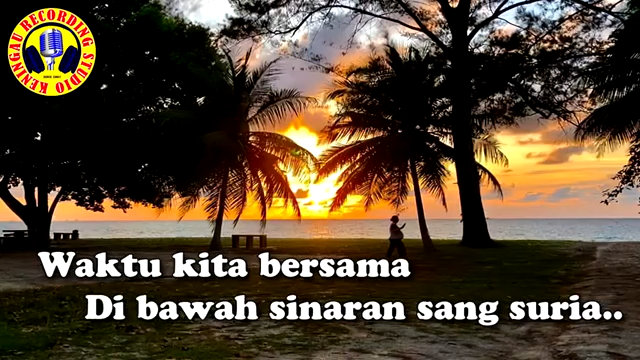 KENINGAU RECORDING STUDIO
Waktu kita bersama
Di bawah sinaran sang suria..